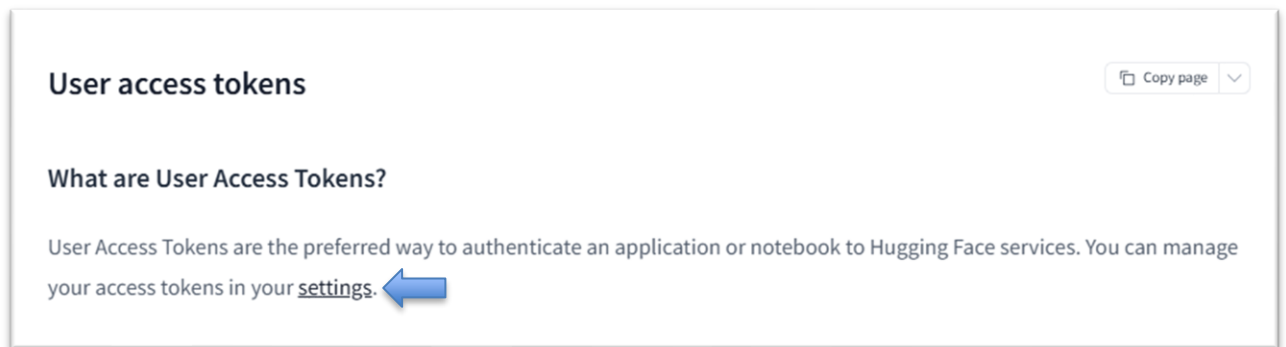 User access tokens
Copy page
What are User Access Tokens?
User Access Tokens are the preferred way to authenticate an application or notebook to Hugging Face services. You can manage
your access tokens in your settings.